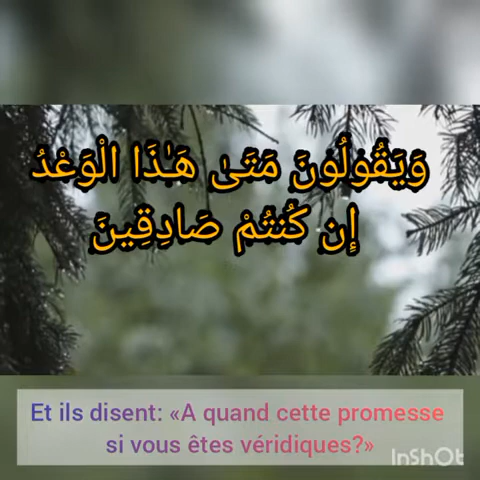 وَيَقُولُونَ مَتَىٰ هَـٰذَا الْوَعْدُ
إِن كُنتُمْ صَادِقِينَ
Et ils disent: «A quand cette promesse
si vous êtes véridiques?»
InShOt